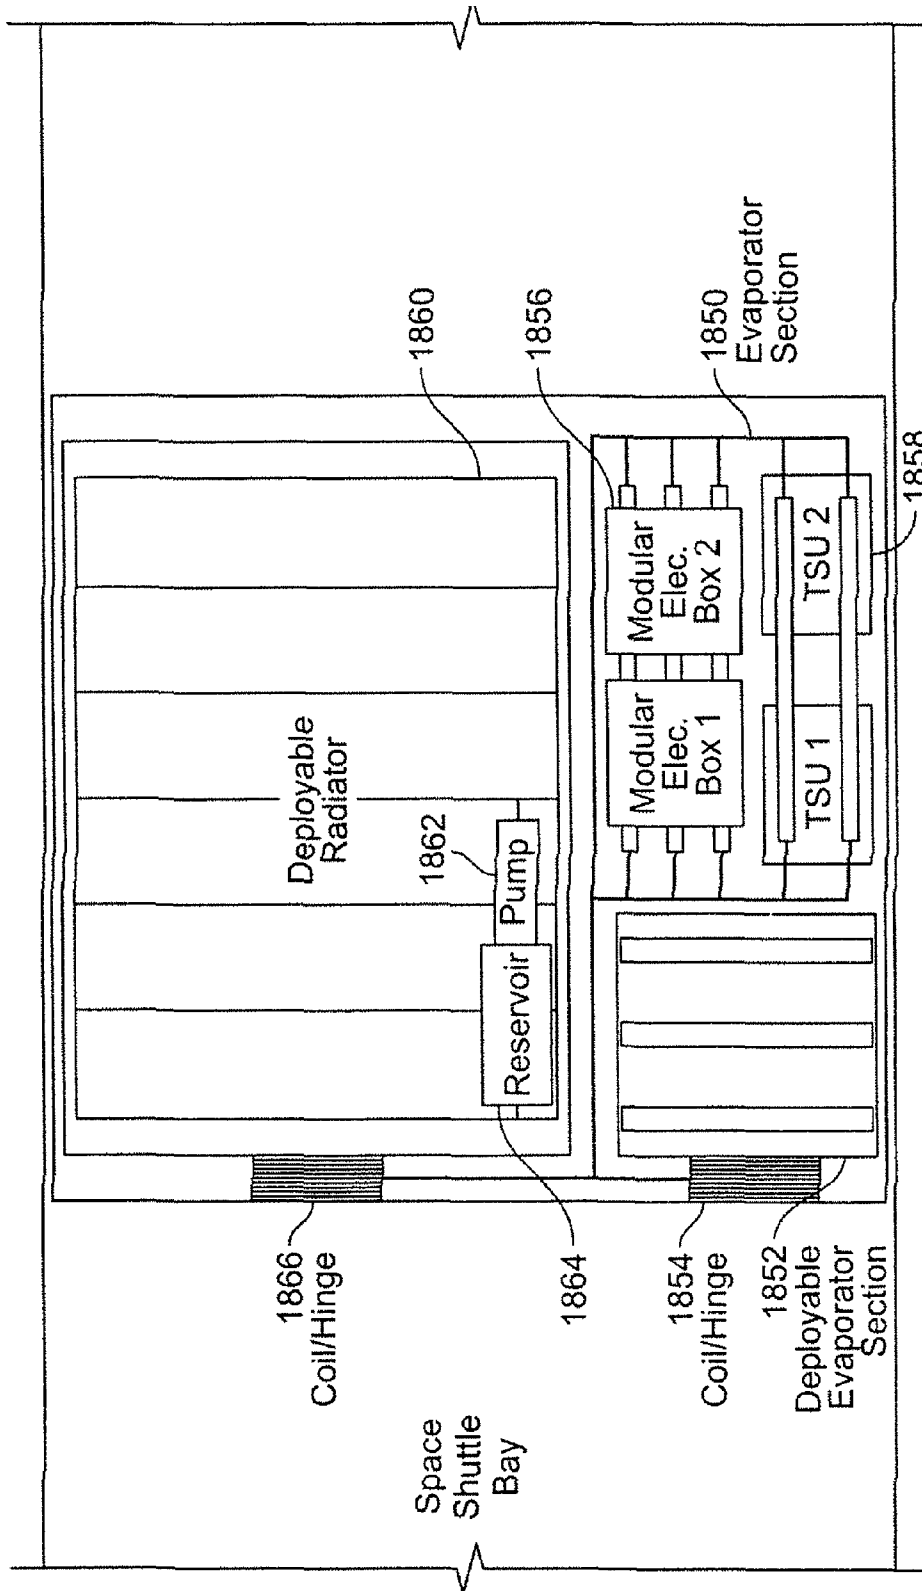 Space
Shuttle
Bay
1866
Coil/Hinge
1864
1854
Coil/Hinge
1852
Deployable
Evaporator
Section
Deployable
Radiator
1862
Pump
Reservoir
1860
Modular
Elec.
Box 1
Modular
Elec.
Box 2
TSU 1
TSU 2
1856
1850
Evaporator
Section
1858